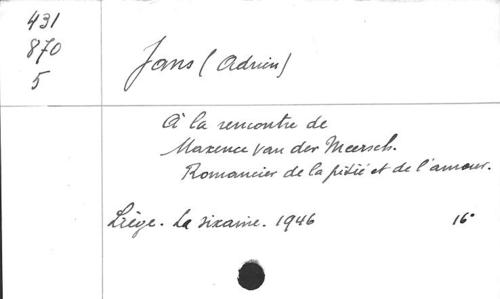 431
870
5
Jans (Adrien)
A la rencontre de
Maxence van der Meersch.
Romancier de la pitié et de l'amour.
Liège. La sixaine. 1946 16°